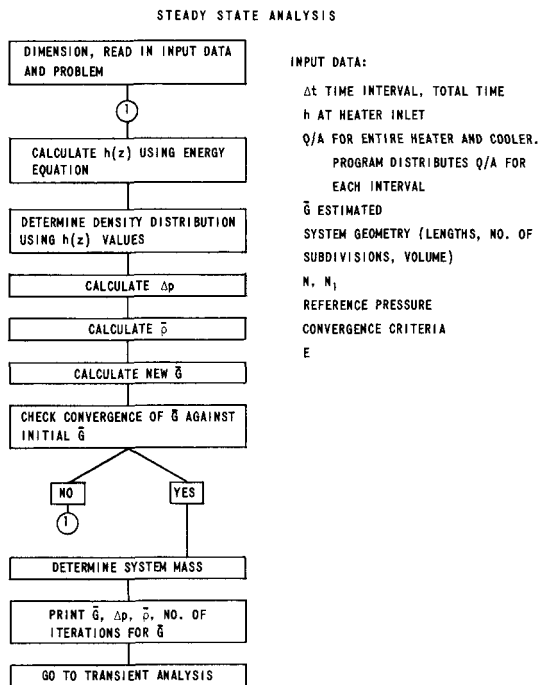 STEADY STATE ANALYSIS
DIMENSION, READ IN INPUT DATA
AND PROBLEM
1
CALCULATE h(z) USING ENERGY
EQUATION
DETERMINE DENSITY DISTRIBUTION
USING h(z) VALUES
CALCULATE Δp
CALCULATE ρ̄
CALCULATE NEW Ḡ
CHECK CONVERGENCE OF Ḡ AGAINST
INITIAL Ḡ
NO
YES
1
DETERMINE SYSTEM MASS
PRINT Ḡ, Δp, ρ̄, NO. OF
ITERATIONS FOR Ḡ
GO TO TRANSIENT ANALYSIS
INPUT DATA:
Δt TIME INTERVAL, TOTAL TIME
h AT HEATER INLET
Q/A FOR ENTIRE HEATER AND COOLER.
PROGRAM DISTRIBUTES Q/A FOR
EACH INTERVAL
Ḡ ESTIMATED
SYSTEM GEOMETRY (LENGTHS, NO. OF
SUBDIVISIONS, VOLUME)
N, N₁
REFERENCE PRESSURE
CONVERGENCE CRITERIA
E